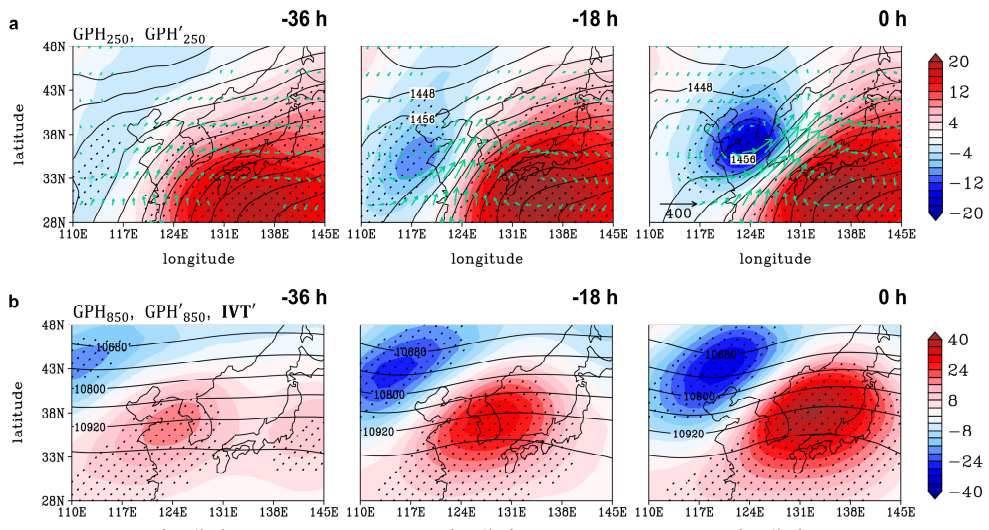 a
-36 h
-18 h
0 h
GPH250, GPH′250
48N
43N
38N
33N
28N
latitude
110E 117E 124E 131E 138E 145E
longitude
1448
1456
110E 117E 124E 131E 138E 145E
longitude
1448
1456
400
110E 117E 124E 131E 138E 145E
longitude
20
12
4
−4
−12
−20
b
-36 h
-18 h
0 h
GPH850, GPH′850, IVT′
48N
43N
38N
33N
28N
latitude
10680
10800
10920
110E 117E 124E 131E 138E 145E
10680
10800
10920
110E 117E 124E 131E 138E 145E
10680
10800
10920
110E 117E 124E 131E 138E 145E
40
24
8
−8
−24
−40